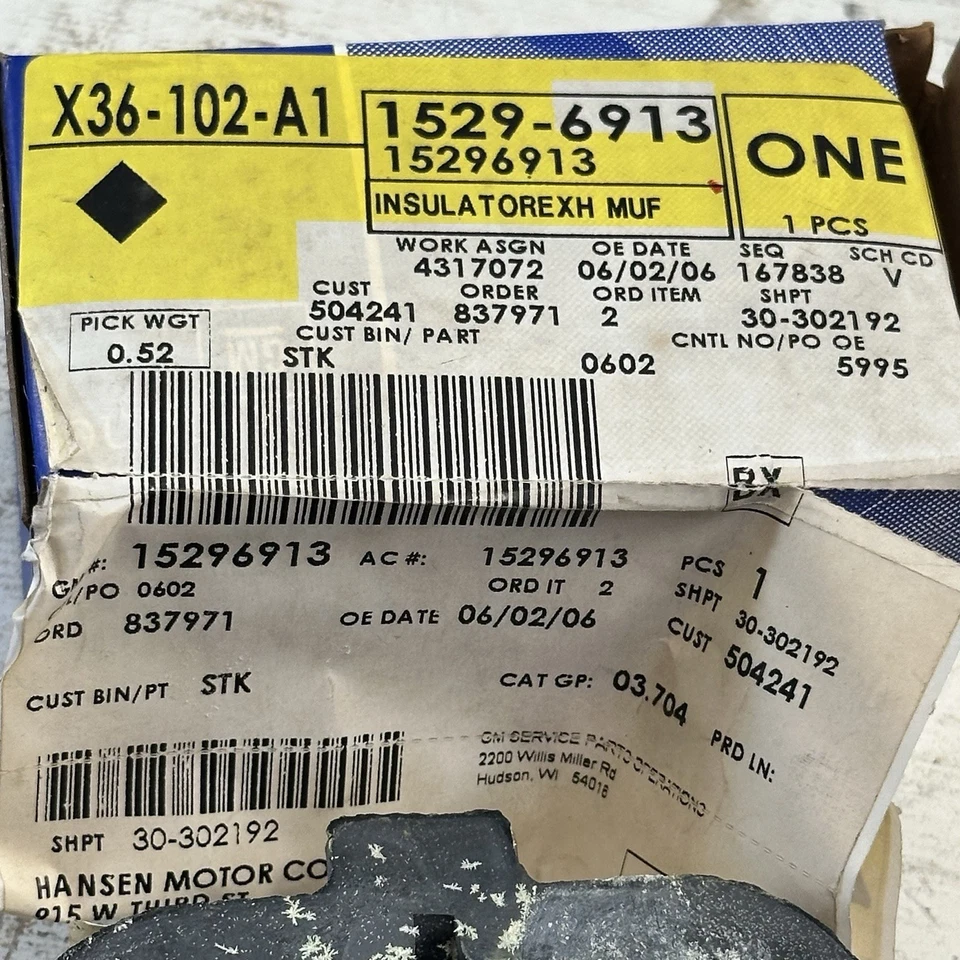 X36-102-A1
1529-6913
15296913
INSULATOREXH MUF
ONE
1 PCS
WORK ASGN OE DATE SEQ SCH CD
4317072 06/02/06 167838 V
CUST ORDER ORD ITEM SHPT
504241 837971 2 30-302192
CUST BIN/ PART CNTL NO/PO OE
STK 0602 5995
PICK WGT
0.52
BX
#: 15296913 AC #: 15296913 PCS 1
/PO 0602 ORD IT 2 SHPT 30-302192
ORD 837971 OE DATE 06/02/06 CUST 504241
CUST BIN/PT STK CAT GP: 03.704 PRD LN:
GM SERVICE PARTS OPERATIONS
2200 Willis Miller Rd
Hudson, WI 54016
SHPT 30-302192
HANSEN MOTOR CO
915 W THIRD ST